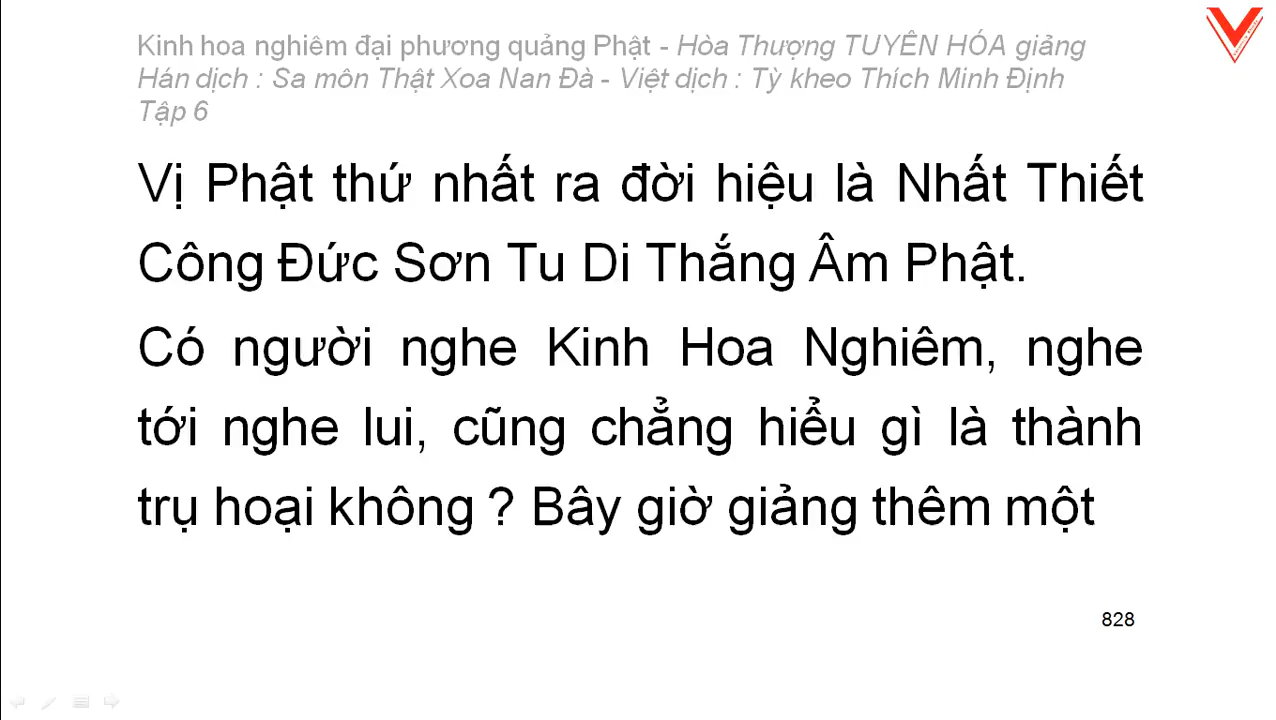 Kinh hoa nghiêm đại phương quảng Phật - Hòa Thượng TUYÊN HÓA giảng
Hán dịch : Sa môn Thật Xoa Nan Đà - Việt dịch : Tỳ kheo Thích Minh Định
Tập 6
Vị Phật thứ nhất ra đời hiệu là Nhất Thiết
Công Đức Sơn Tu Di Thắng Âm Phật.
Có người nghe Kinh Hoa Nghiêm, nghe
tới nghe lui, cũng chẳng hiểu gì là thành
trụ hoại không ? Bây giờ giảng thêm một
828